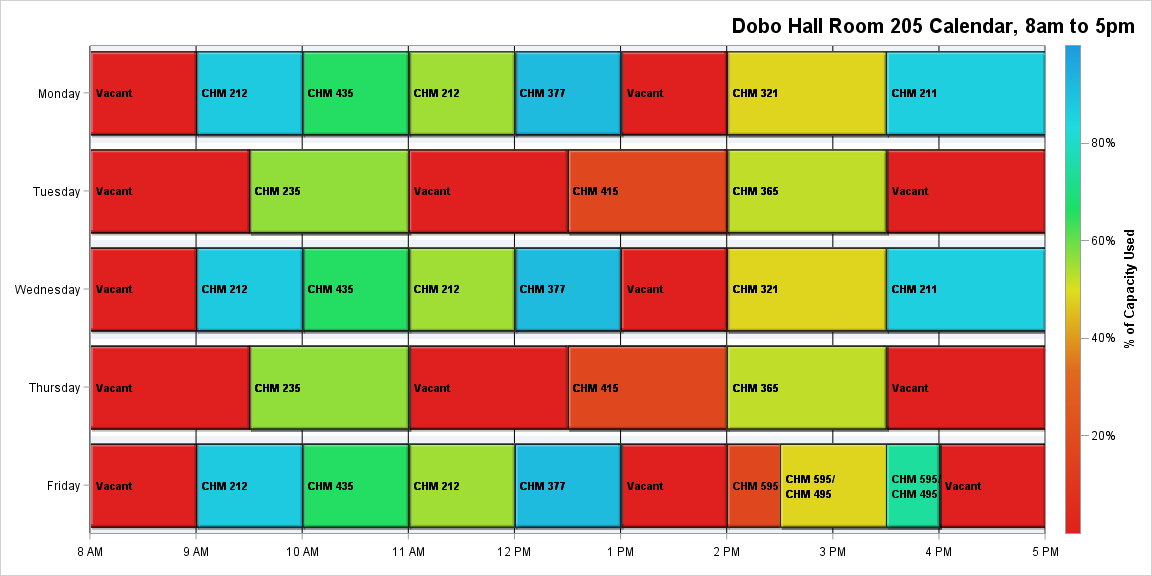 Dobo Hall Room 205 Calendar, 8am to 5pm
Monday
Vacant
CHM 212
CHM 435
CHM 212
CHM 377
Vacant
CHM 321
CHM 211
Tuesday
Vacant
CHM 235
Vacant
CHM 415
CHM 365
Vacant
Wednesday
Vacant
CHM 212
CHM 435
CHM 212
CHM 377
Vacant
CHM 321
CHM 211
Thursday
Vacant
CHM 235
Vacant
CHM 415
CHM 365
Vacant
Friday
Vacant
CHM 212
CHM 435
CHM 212
CHM 377
Vacant
CHM 595
CHM 595/
CHM 495
CHM 595/
CHM 495
Vacant
8 AM
9 AM
10 AM
11 AM
12 PM
1 PM
2 PM
3 PM
4 PM
5 PM
80%
60%
40%
20%
% of Capacity Used